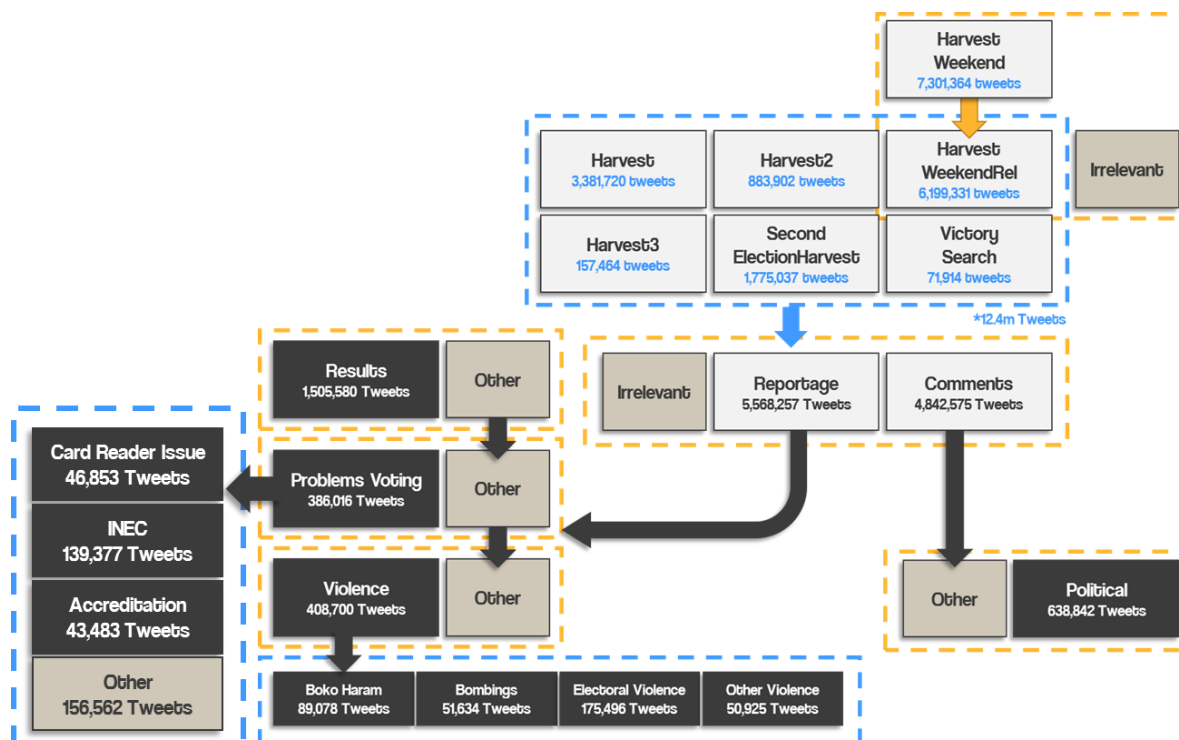 Harvest
Weekend
7,301,364 tweets
Harvest
3,381,720 tweets
Harvest2
883,902 tweets
Harvest
WeekendRel
6,199,331 tweets
Irrelevant
Harvest3
157,464 tweets
Second
ElectionHarvest
1,775,037 tweets
Victory
Search
71,914 tweets
*12.4m Tweets
Irrelevant
Reportage
5,568,257 Tweets
Comments
4,842,575 Tweets
Results
1,505,580 Tweets
Other
Problems Voting
386,016 Tweets
Other
Violence
408,700 Tweets
Other
Card Reader Issue
46,853 Tweets
INEC
139,377 Tweets
Accreditation
43,483 Tweets
Other
156,562 Tweets
Other
Political
638,842 Tweets
Boko Haram
89,078 Tweets
Bombings
51,634 Tweets
Electoral Violence
175,496 Tweets
Other Violence
50,925 Tweets